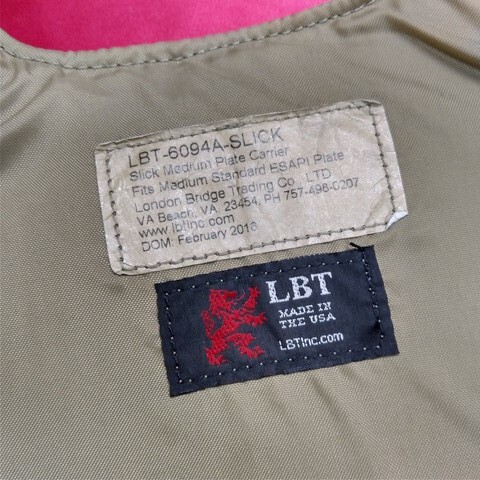 LBT-6094A-SLICK
Slick Medium Plate Carrier
Fits Medium Standard ESAPI Plate
London Bridge Trading Co. LTD
VA Beach, VA, 23454, PH 757-498-0207
www.lbtinc.com
DOM: February 2016
LBT
MADE IN
THE USA
LBTInc.com